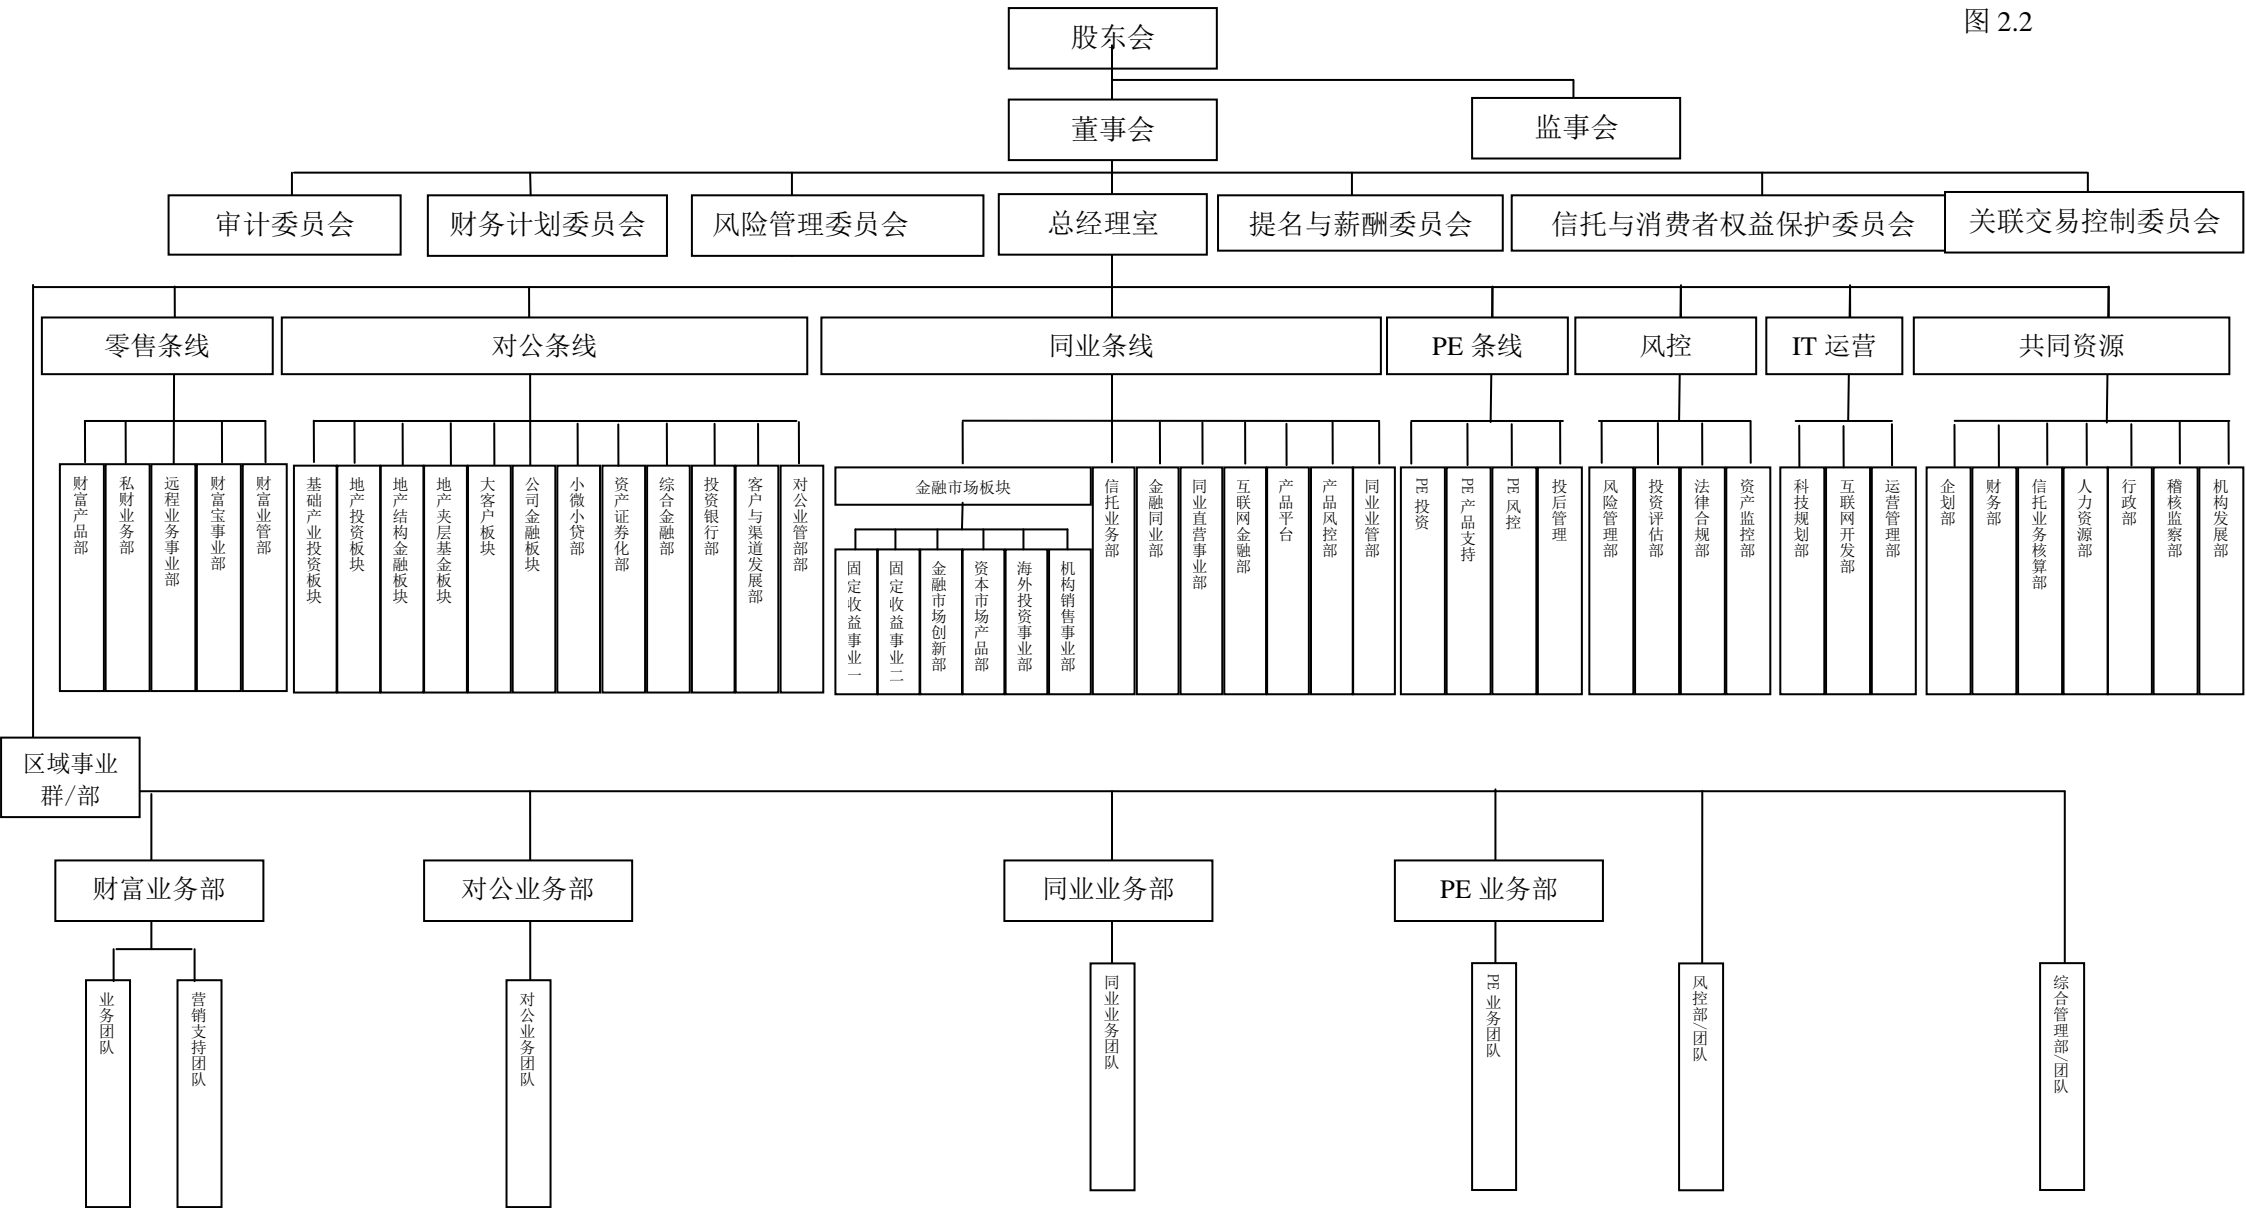 图 2.2
股东会
董事会
监事会
审计委员会
财务计划委员会
风险管理委员会
总经理室
提名与薪酬委员会
信托与消费者权益保护委员会
关联交易控制委员会
零售条线
对公条线
同业条线
PE 条线
风控
IT 运营
共同资源
财富产品部
私财业务部
远程业务事业部
财富宝事业部
财富业管部
基础产业投资板块
地产投资板块
地产结构金融板块
地产夹层基金板块
大客户板块
公司金融板块
小微小贷部
资产证券化部
综合金融部
投资银行部
客户与渠道发展部
对公业管部部
金融市场板块
固定收益事业一
固定收益事业二
金融市场创新部
资本市场产品部
海外投资事业部
机构销售事业部
信托业务部
金融同业部
同业直营事业部
互联网金融部
产品平台
产品风控部
同业业管部
PE 投资
PE 产品支持
PE 风控
投后管理
风险管理部
投资评估部
法律合规部
资产监控部
科技规划部
互联网开发部
运营管理部
企划部
财务部
信托业务核算部
人力资源部
行政部
稽核监察部
机构发展部
区域事业
群/部
财富业务部
对公业务部
同业业务部
PE 业务部
业务团队
营销支持团队
对公业务团队
同业业务团队
PE 业务团队
风控部/团队
综合管理部/团队